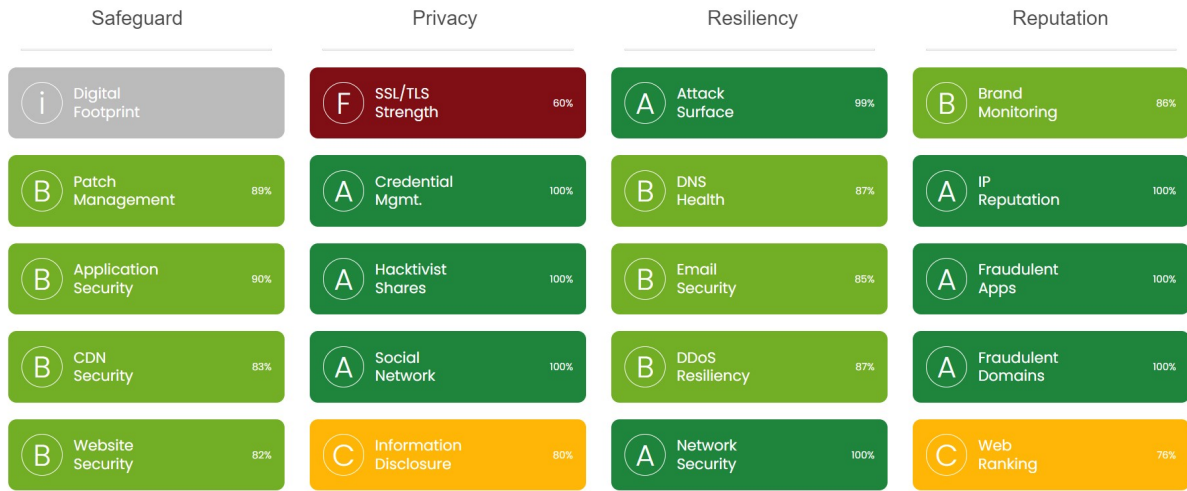 Safeguard
Privacy
Resiliency
Reputation
i
Digital
Footprint
F
SSL/TLS
Strength
60%
A
Attack
Surface
99%
B
Brand
Monitoring
86%
B
Patch
Management
89%
A
Credential
Mgmt.
100%
B
DNS
Health
87%
A
IP
Reputation
100%
B
Application
Security
90%
A
Hacktivist
Shares
100%
B
Email
Security
85%
A
Fraudulent
Apps
100%
B
CDN
Security
83%
A
Social
Network
100%
B
DDoS
Resiliency
87%
A
Fraudulent
Domains
100%
B
Website
Security
82%
C
Information
Disclosure
80%
A
Network
Security
100%
C
Web
Ranking
76%